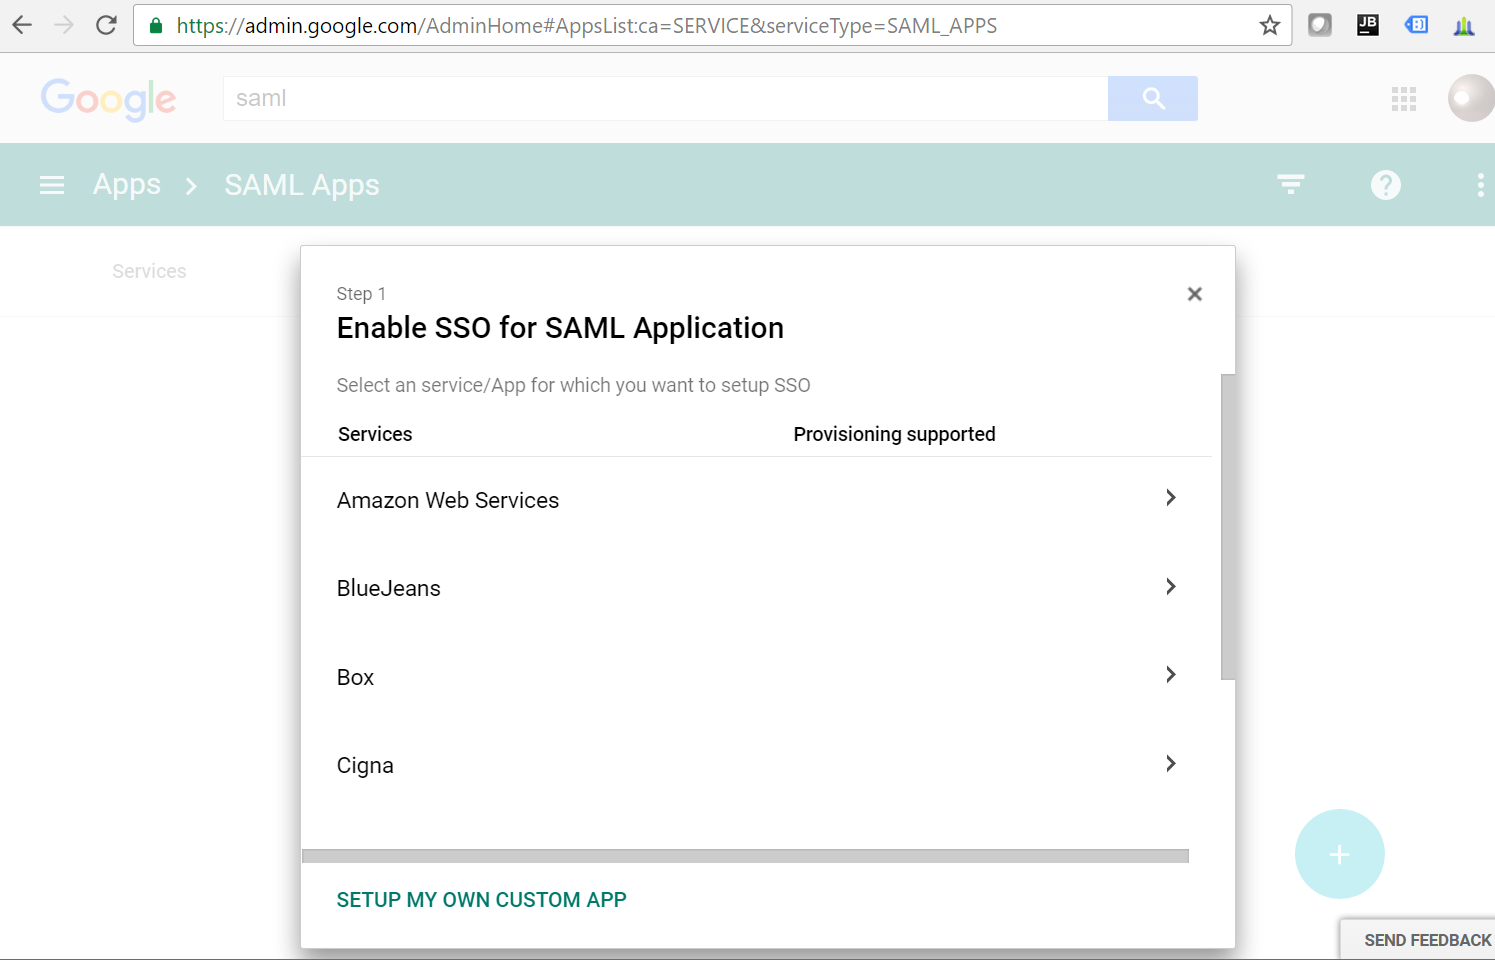 https://admin.google.com/AdminHome#AppsList:ca=SERVICE&serviceType=SAML_APPS
JB
Google
saml
Apps
SAML Apps
?
Services
Step 1
Enable SSO for SAML Application
Select an service/App for which you want to setup SSO
Services Provisioning supported
Amazon Web Services
BlueJeans
Box
Cigna
+
SETUP MY OWN CUSTOM APP
SEND FEEDBACK